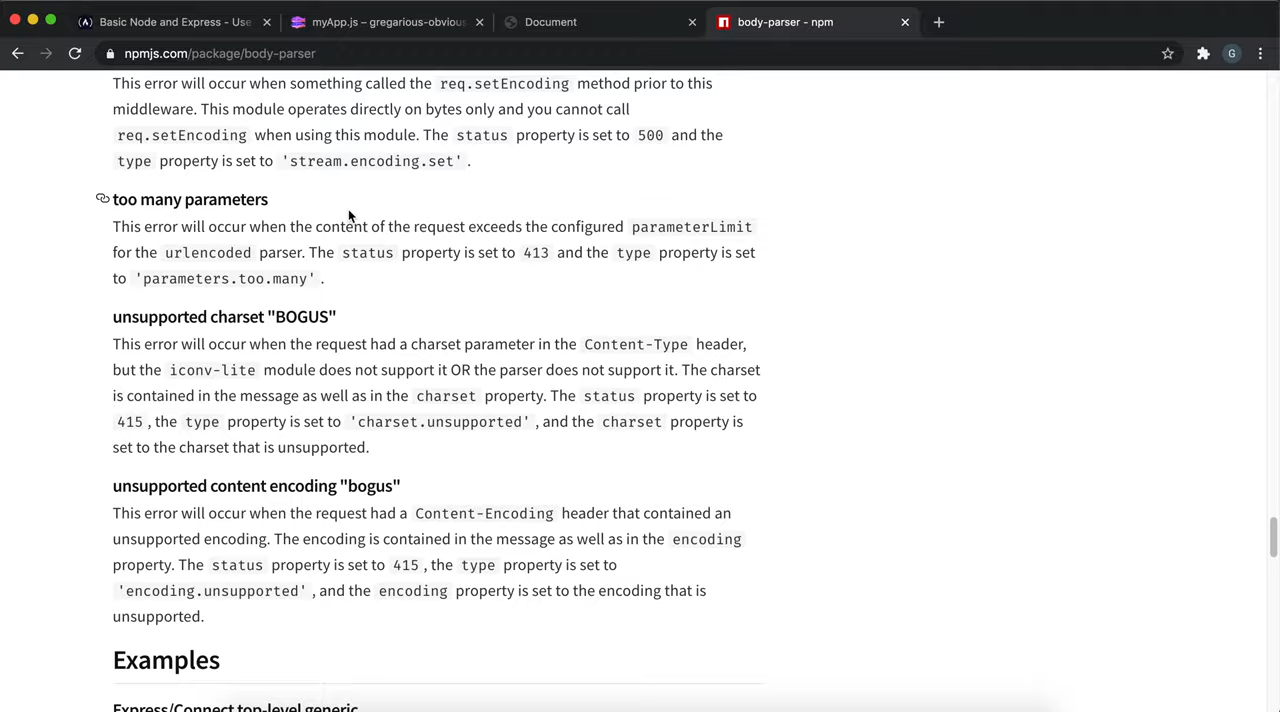 Basic Node and Express - Use
myApp.js – gregarious-obvious
Document
body-parser - npm
npmjs.com/package/body-parser
G
This error will occur when something called the req.setEncoding method prior to this
middleware. This module operates directly on bytes only and you cannot call
req.setEncoding when using this module. The status property is set to 500 and the
type property is set to 'stream.encoding.set'.
too many parameters
This error will occur when the content of the request exceeds the configured parameterLimit
for the urlencoded parser. The status property is set to 413 and the type property is set
to 'parameters.too.many'.
unsupported charset "BOGUS"
This error will occur when the request had a charset parameter in the Content-Type header,
but the iconv-lite module does not support it OR the parser does not support it. The charset
is contained in the message as well as in the charset property. The status property is set to
415, the type property is set to 'charset.unsupported', and the charset property is
set to the charset that is unsupported.
unsupported content encoding "bogus"
This error will occur when the request had a Content-Encoding header that contained an
unsupported encoding. The encoding is contained in the message as well as in the encoding
property. The status property is set to 415, the type property is set to
'encoding.unsupported', and the encoding property is set to the encoding that is
unsupported.
Examples
Express/Connect top-level generic